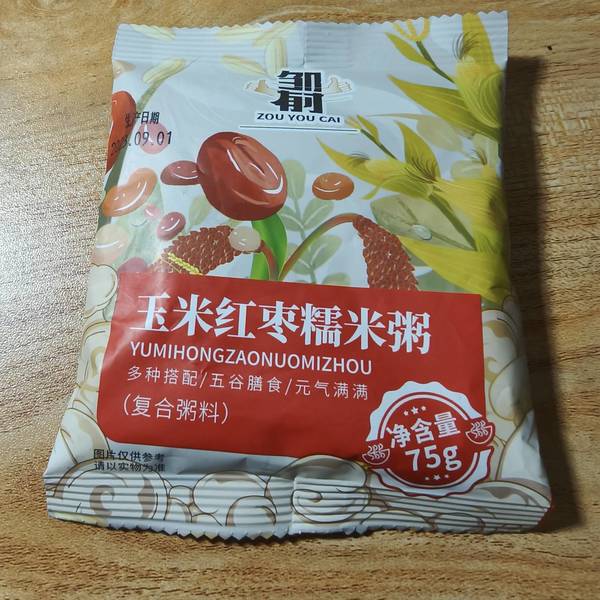 邹有才
ZOU YOU CAI
生产日期
.09.01
玉米红枣糯米粥
YUMIHONGZAONUOMIZHOU
多种搭配/五谷膳食/元气满满
（复合粥料）
净含量
75g
图片仅供参考
请以实物为准